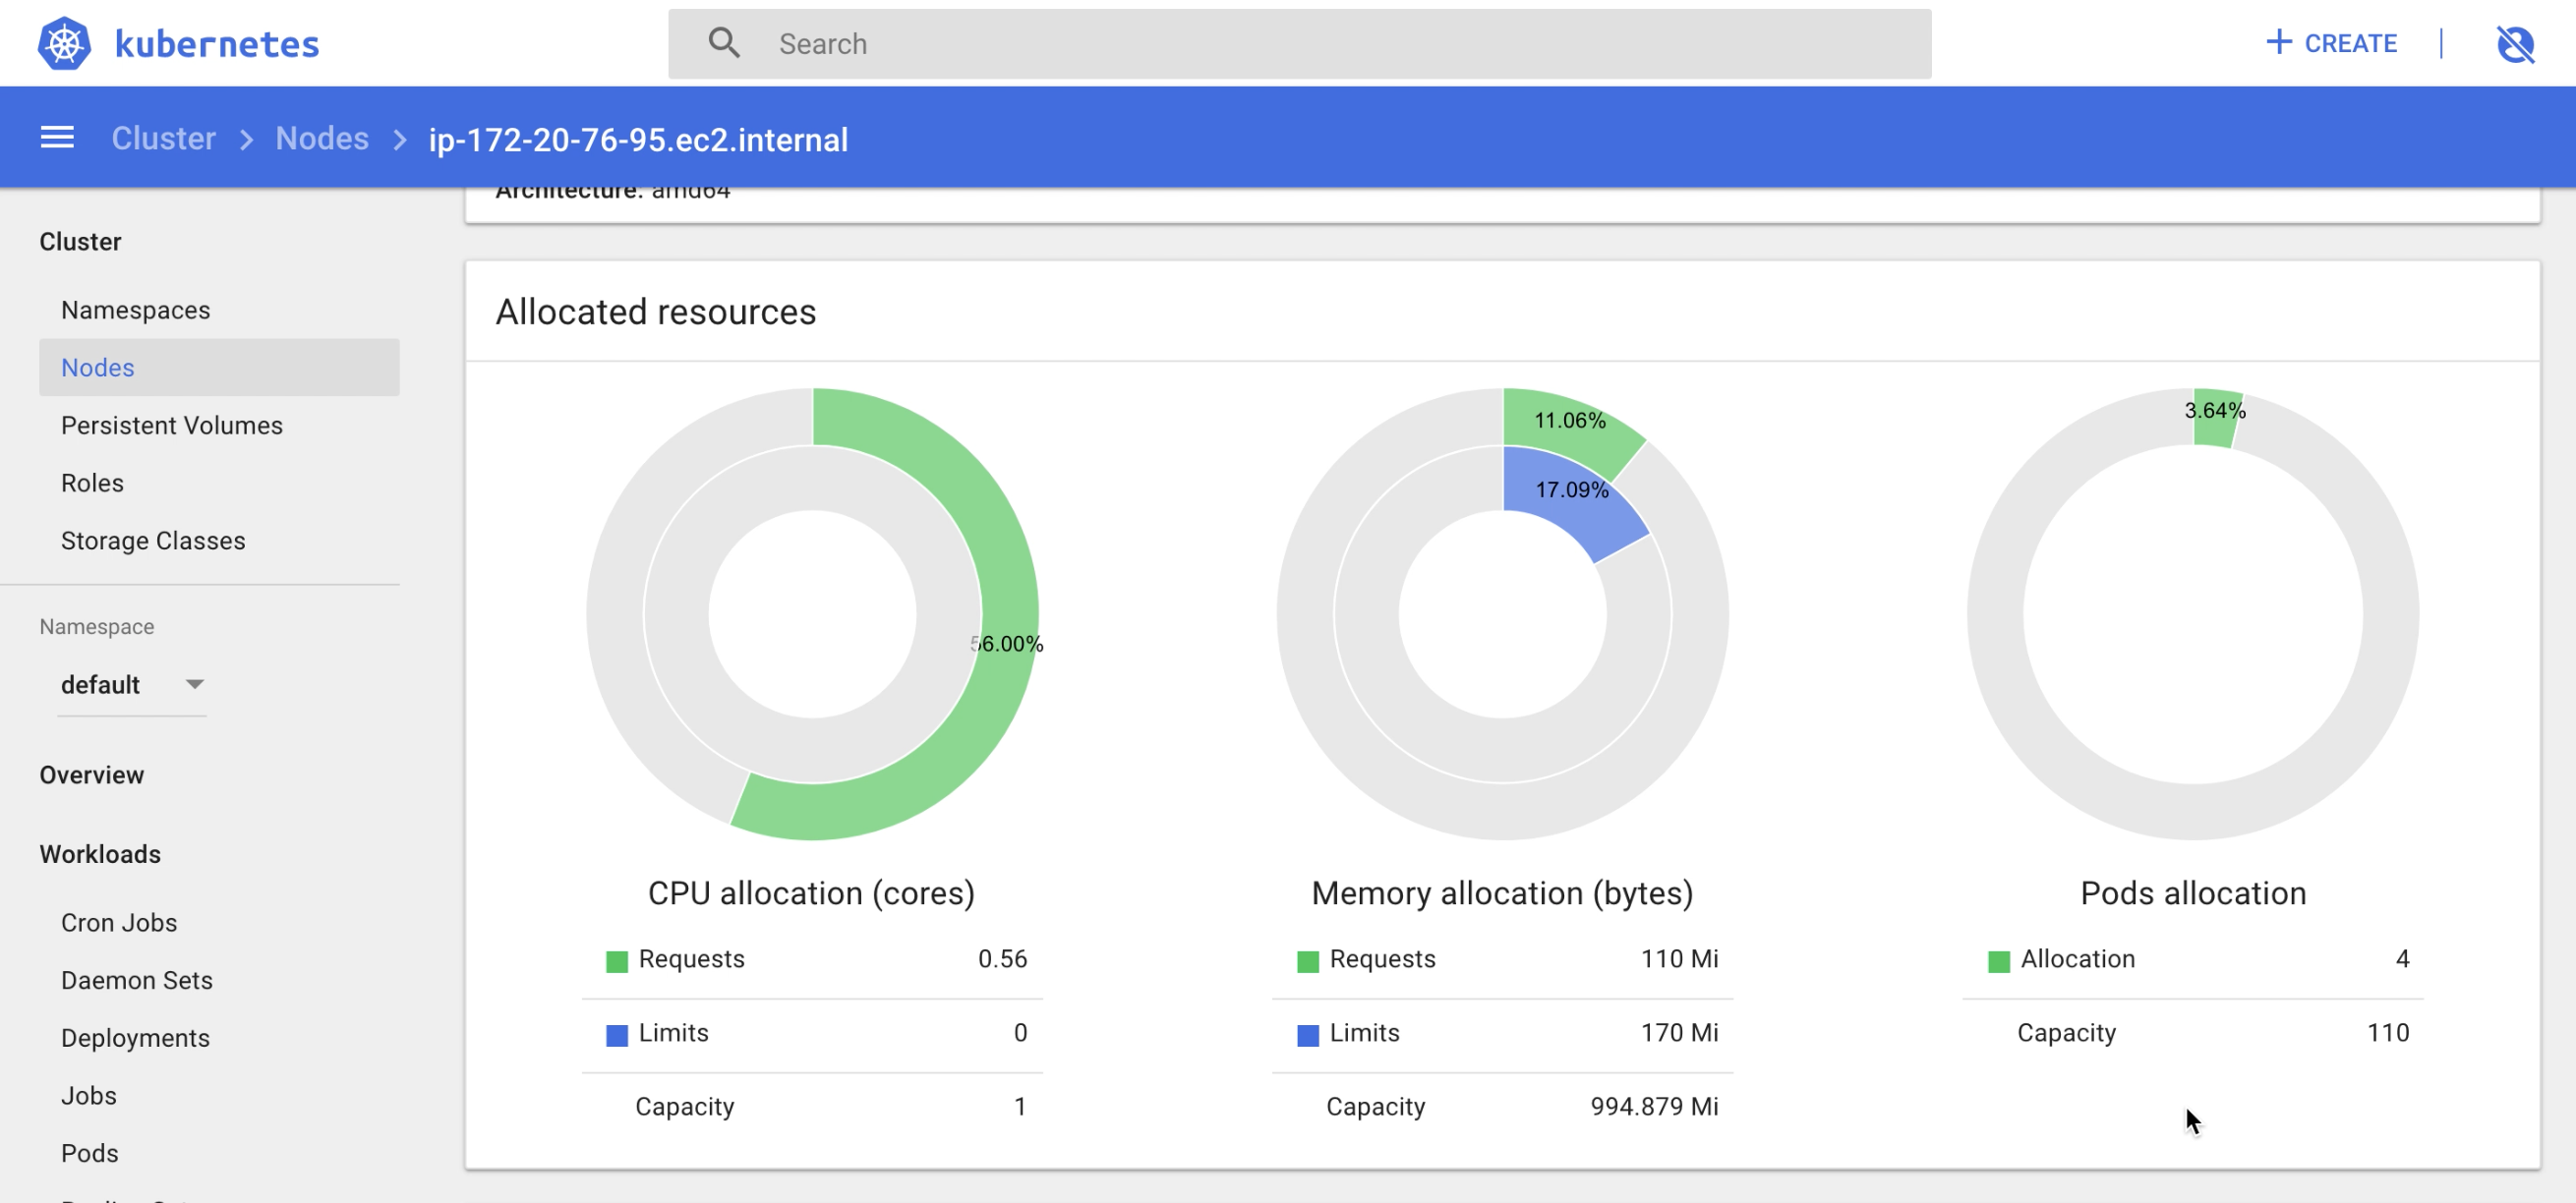 kubernetes
Search
CREATE
Cluster
Nodes
ip-172-20-76-95.ec2.internal
Architecture: amd64
Cluster
Namespaces
Nodes
Persistent Volumes
Roles
Storage Classes
Namespace
default
Overview
Workloads
Cron Jobs
Daemon Sets
Deployments
Jobs
Pods
Allocated resources
56.00%
CPU allocation (cores)
Requests 0.56
Limits 0
Capacity 1
11.06%
17.09%
Memory allocation (bytes)
Requests 110 Mi
Limits 170 Mi
Capacity 994.879 Mi
3.64%
Pods allocation
Allocation 4
Capacity 110